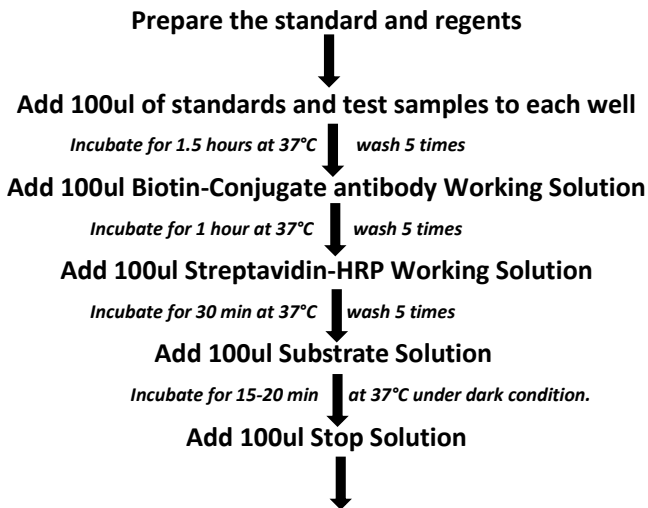 Prepare the standard and regents
Add 100ul of standards and test samples to each well
Incubate for 1.5 hours at 37°C wash 5 times
Add 100ul Biotin-Conjugate antibody Working Solution
Incubate for 1 hour at 37°C wash 5 times
Add 100ul Streptavidin-HRP Working Solution
Incubate for 30 min at 37°C wash 5 times
Add 100ul Substrate Solution
Incubate for 15-20 min at 37°C under dark condition.
Add 100ul Stop Solution